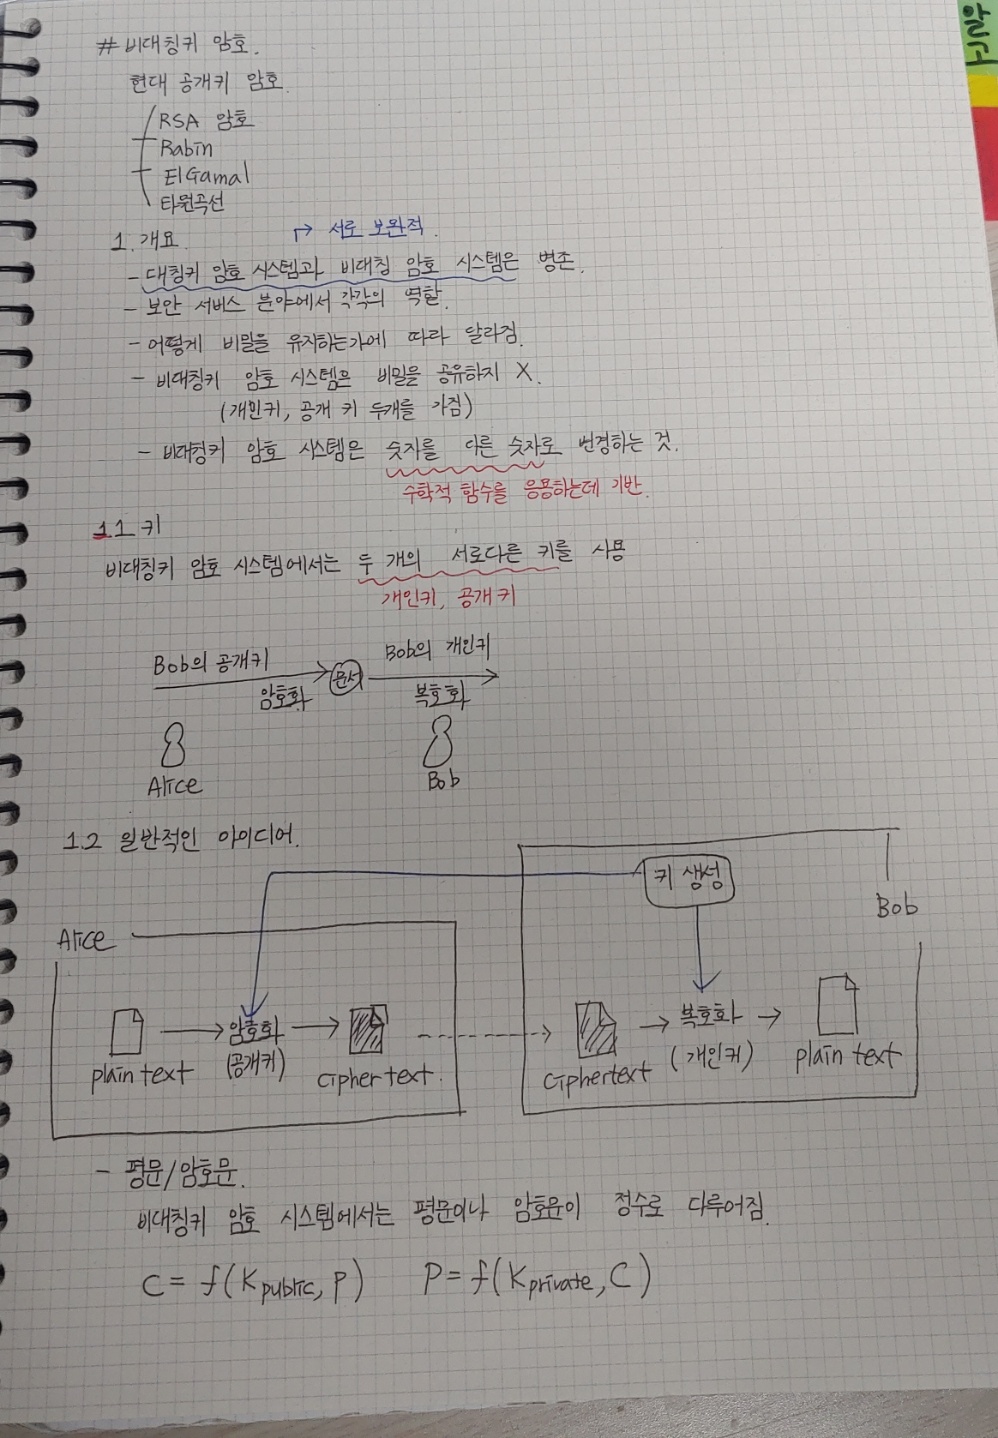 # 비대칭키 암호.
현대 공개키 암호.
RSA 암호
Rabin
ElGamal
타원곡선
1. 개요.
→ 서로 보완적.
- 대칭키 암호 시스템과 비대칭 암호 시스템은 병존.
- 보안 서비스 분야에서 각각의 역할.
- 어떻게 비밀을 유지하는가에 따라 달라짐.
- 비대칭키 암호 시스템은 비밀을 공유하지 X.
(개인키, 공개 키 두개를 가짐)
- 비대칭키 암호 시스템은 숫자를 다른 숫자로 변경하는 것.
수학적 함수를 응용하는데 기반.
1.1 키
비대칭키 암호 시스템에서는 두 개의 서로다른 키를 사용
개인키, 공개키
Bob의 공개키
Bob의 개인키
암호화
문서
복호화
Alice
Bob
1.2 일반적인 아이디어.
키 생성
Bob
Alice
암호화
복호화
(공개키)
(개인키)
plain text
cipher text.
ciphertext
plain text
- 평문/암호문.
비대칭키 암호 시스템에서는 평문이나 암호문이 정수로 다루어짐.
C = f(Kpublic, P)    P = f(Kprivate, C)
알고